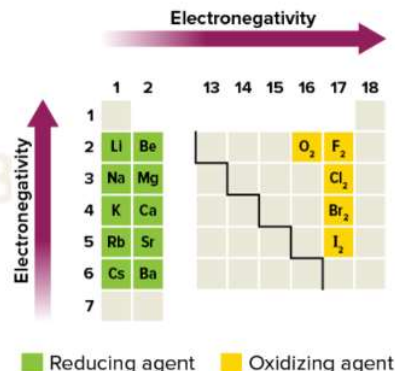 Electronegativity
1 2 13 14 15 16 17 18
Electronegativity
1
2 Li Be O₂ F₂
3 Na Mg Cl₂
4 K Ca Br₂
5 Rb Sr I₂
6 Cs Ba
7
Reducing agent Oxidizing agent